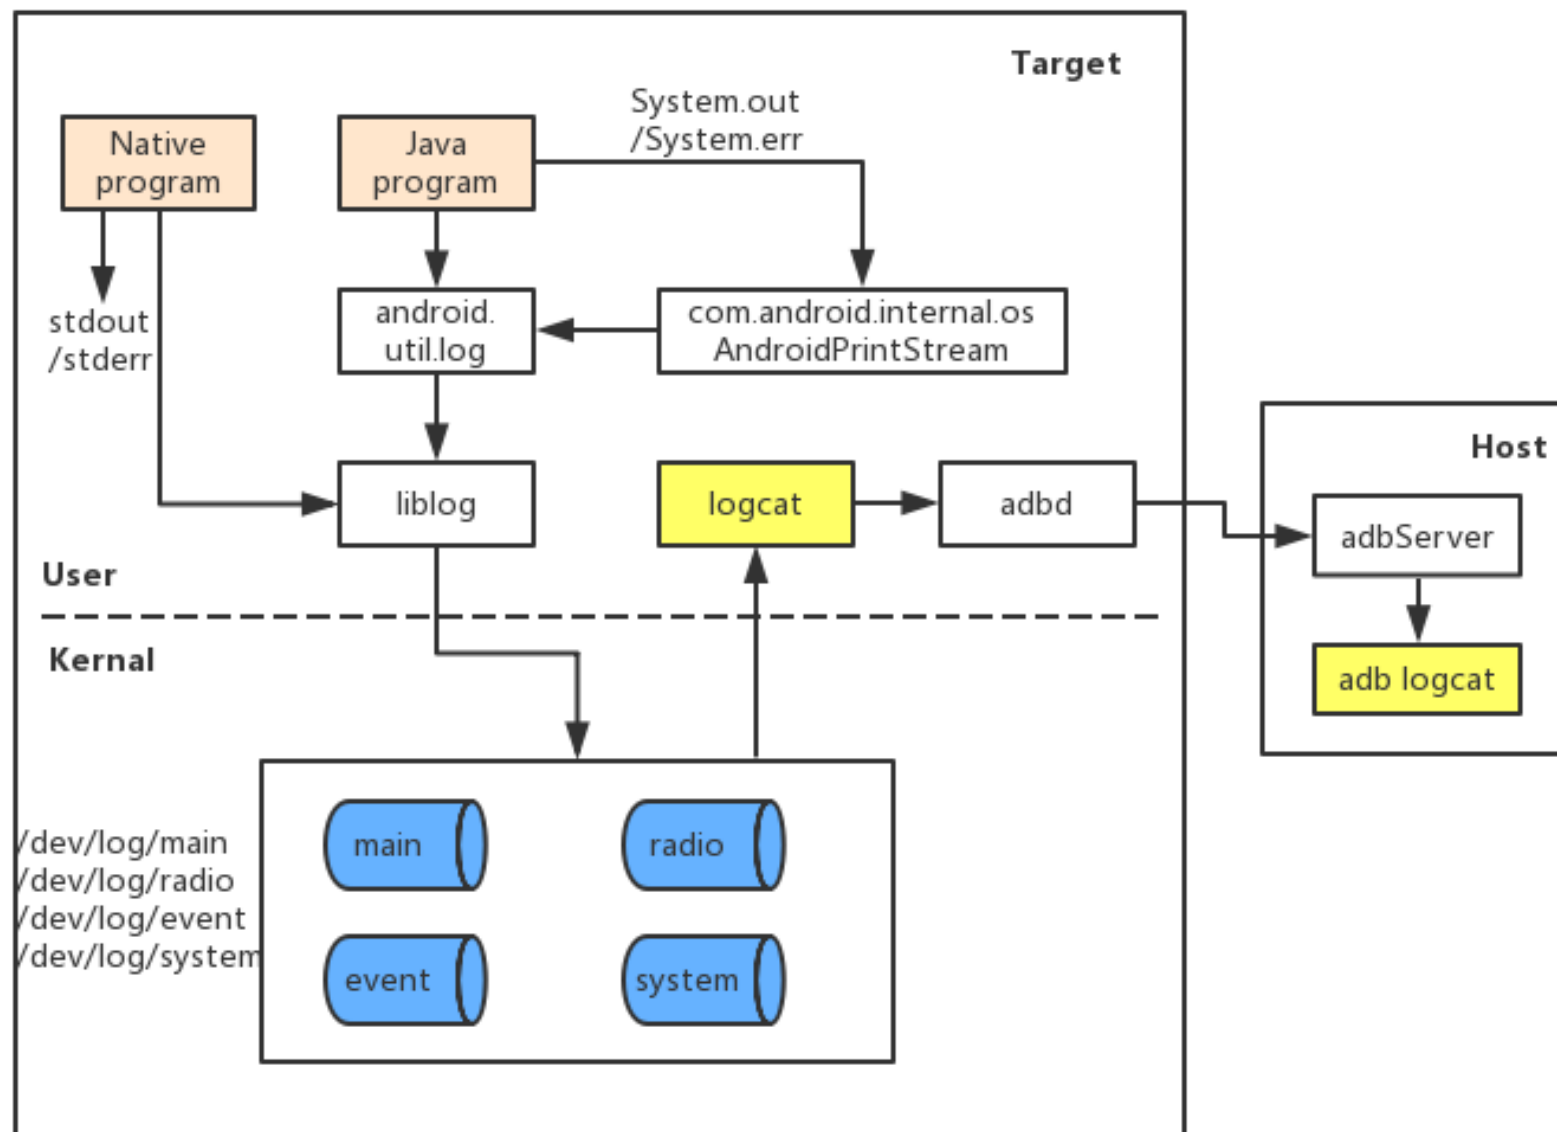 Target
System.out
/System.err
Native
program
Java
program
stdout
/stderr
android.
util.log
com.android.internal.os
AndroidPrintStream
Host
liblog
logcat
adbd
adbServer
User
Kernal
adb logcat
/dev/log/main
/dev/log/radio
/dev/log/event
/dev/log/system
main
radio
event
system